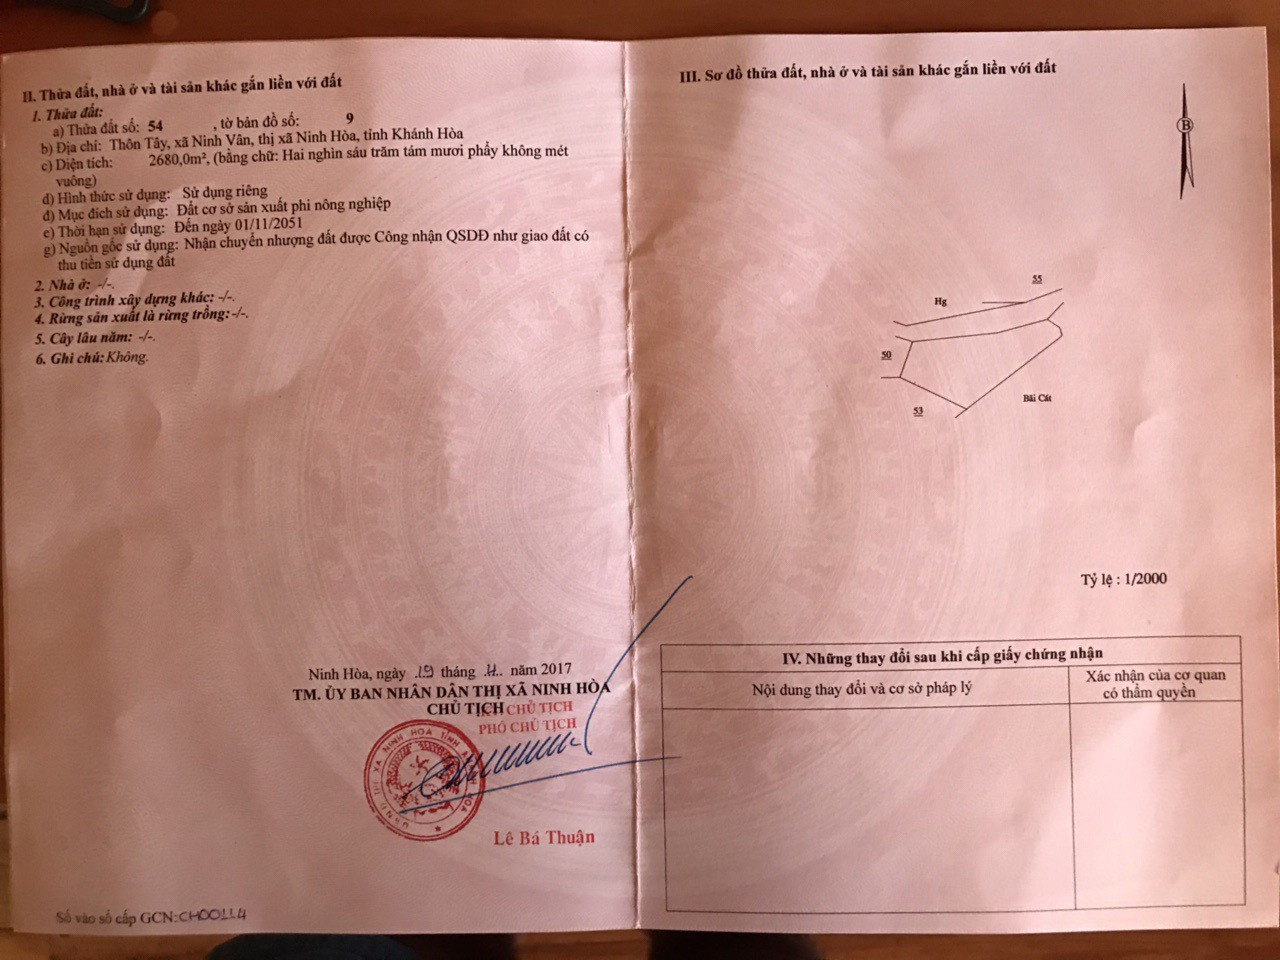 II. Thửa đất, nhà ở và tài sản khác gắn liền với đất
1. Thửa đất:
a) Thửa đất số: 54 , tờ bản đồ số: 9
b) Địa chỉ: Thôn Tây, xã Ninh Vân, thị xã Ninh Hòa, tỉnh Khánh Hòa
c) Diện tích: 2680,0m², (bằng chữ: Hai nghìn sáu trăm tám mươi phẩy không mét
vuông)
d) Hình thức sử dụng: Sử dụng riêng
đ) Mục đích sử dụng: Đất cơ sở sản xuất phi nông nghiệp
e) Thời hạn sử dụng: Đến ngày 01/11/2051
g) Nguồn gốc sử dụng: Nhận chuyển nhượng đất được Công nhận QSDĐ như giao đất có
thu tiền sử dụng đất
2. Nhà ở: -/-.
3. Công trình xây dựng khác: -/-.
4. Rừng sản xuất là rừng trồng: -/-.
5. Cây lâu năm: -/-.
6. Ghi chú: Không.
Ninh Hòa, ngày 19 tháng 11 năm 2017
TM. ỦY BAN NHÂN DÂN THỊ XÃ NINH HÒA
CHỦ TỊCH CHỦ TỊCH
PHÓ CHỦ TỊCH
Lê Bá Thuận
Số vào sổ cấp GCN: CH00114
III. Sơ đồ thửa đất, nhà ở và tài sản khác gắn liền với đất
B
55
Hg
50
53
Bãi Cát
Tỷ lệ : 1/2000
IV. Những thay đổi sau khi cấp giấy chứng nhận
Nội dung thay đổi và cơ sở pháp lý
Xác nhận của cơ quan
có thẩm quyền